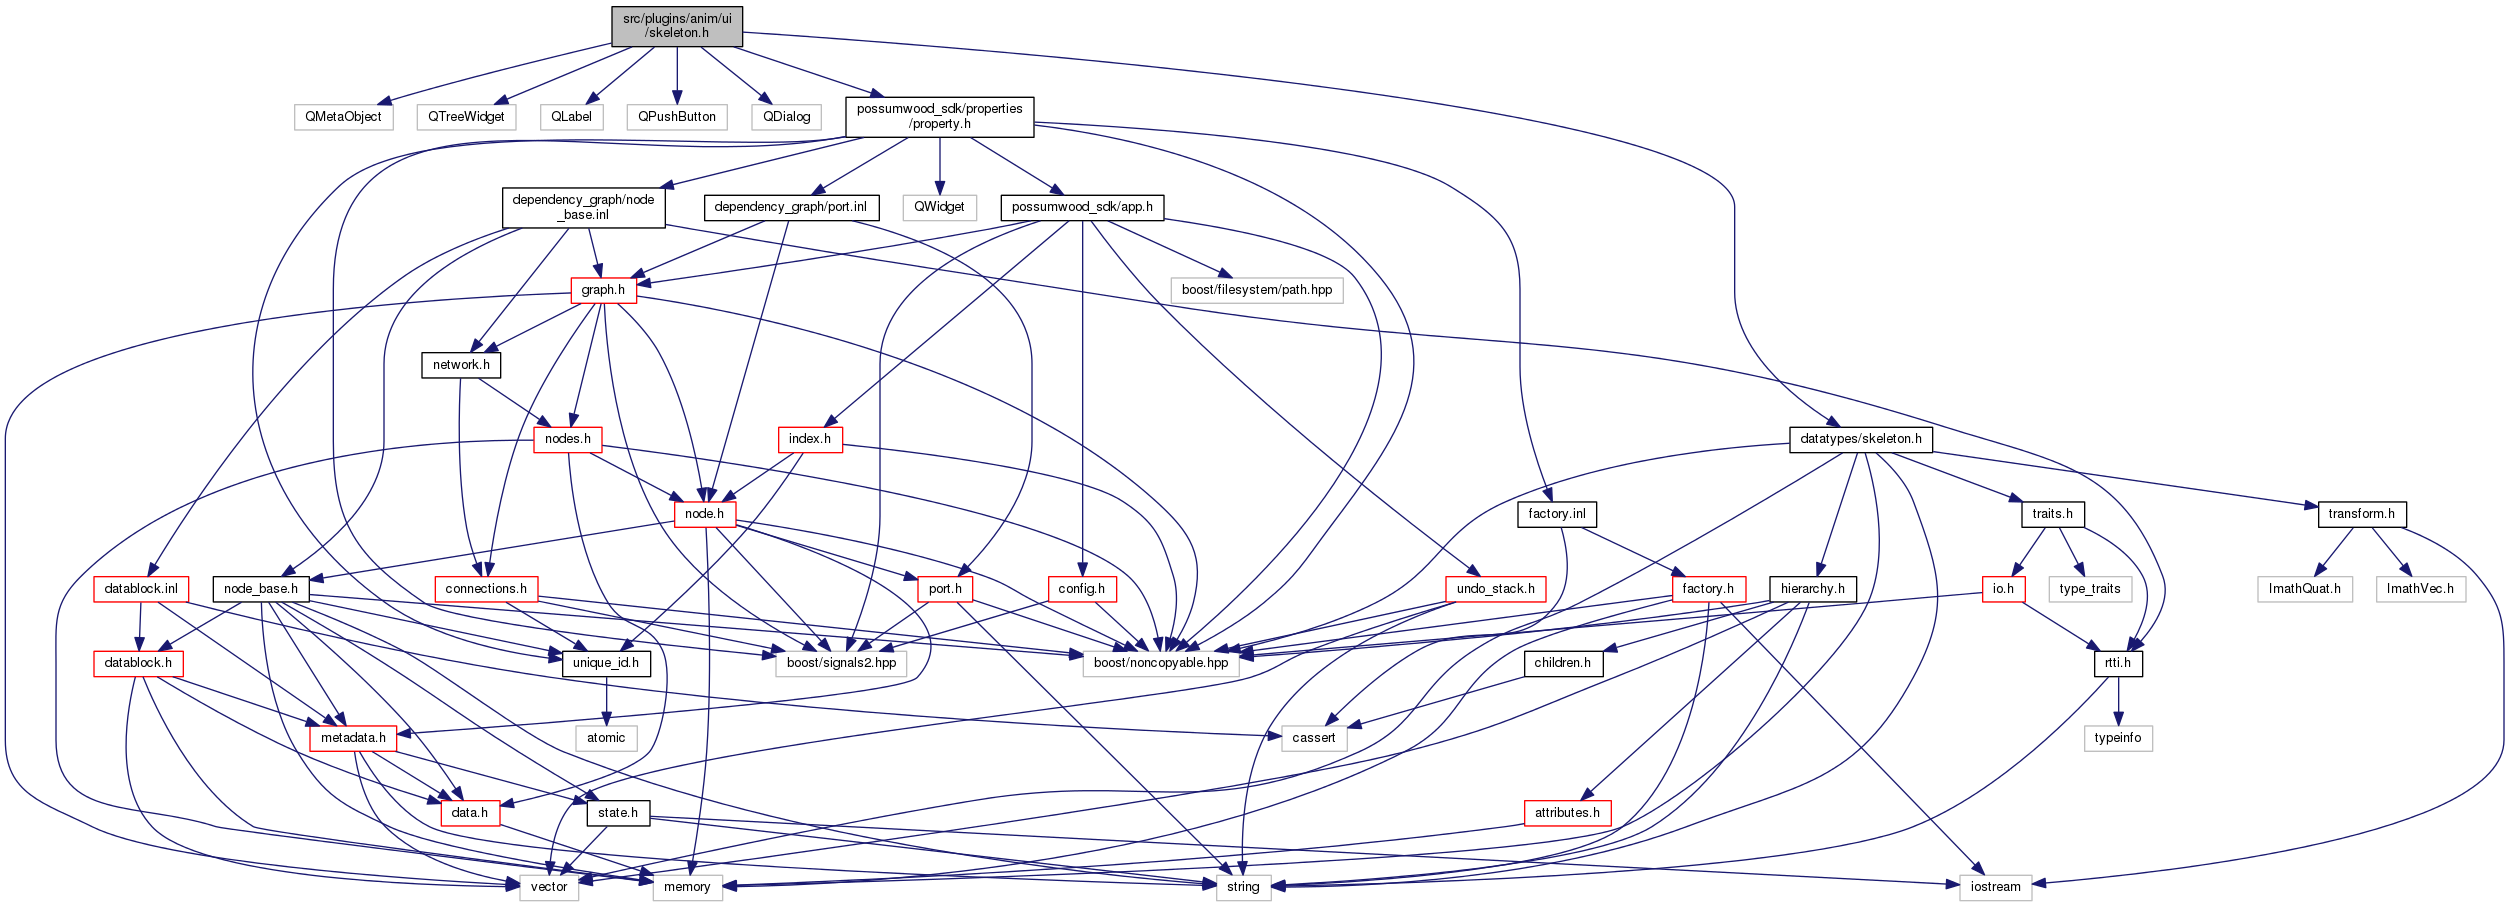 src/plugins/anim/ui
/skeleton.h
QMetaObject
QTreeWidget
QLabel
QPushButton
QDialog
possumwood_sdk/properties
/property.h
dependency_graph/node
_base.inl
dependency_graph/port.inl
QWidget
possumwood_sdk/app.h
graph.h
boost/filesystem/path.hpp
network.h
nodes.h
index.h
datatypes/skeleton.h
node.h
factory.inl
traits.h
transform.h
datablock.inl
node_base.h
connections.h
port.h
config.h
undo_stack.h
factory.h
hierarchy.h
io.h
type_traits
ImathQuat.h
ImathVec.h
datablock.h
unique_id.h
boost/signals2.hpp
boost/noncopyable.hpp
children.h
rtti.h
metadata.h
atomic
cassert
typeinfo
data.h
state.h
attributes.h
vector
memory
string
iostream